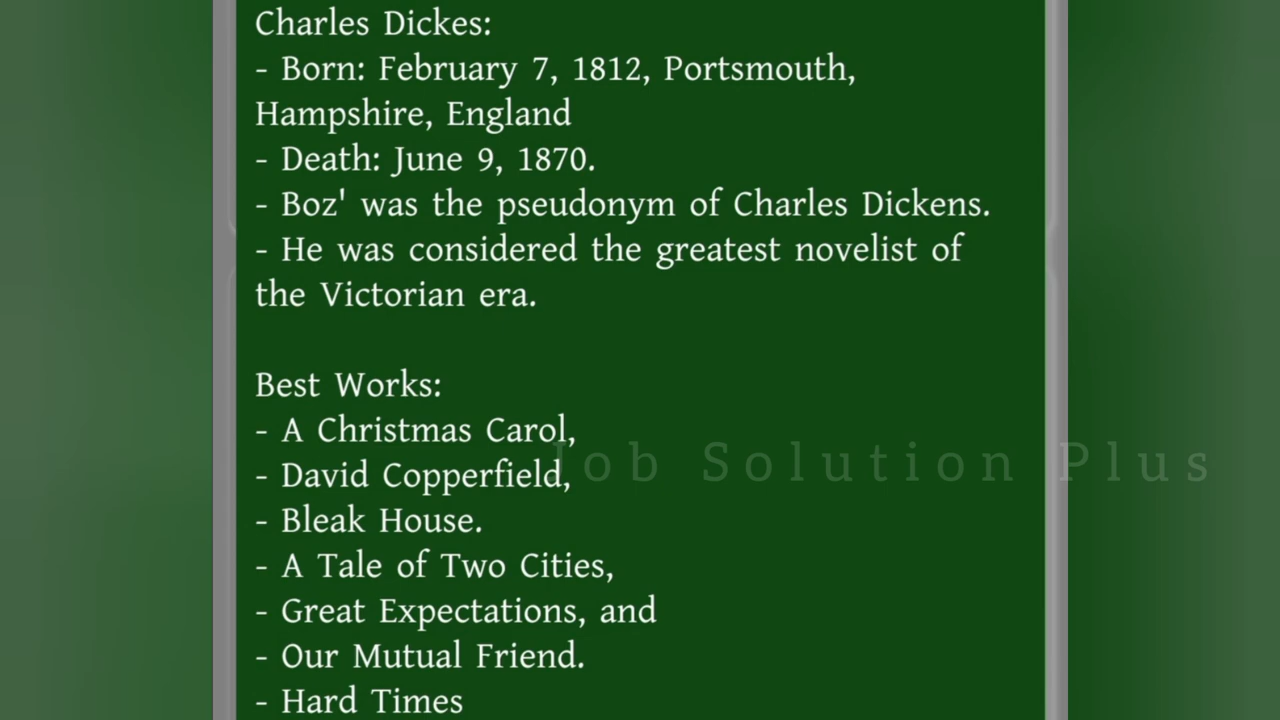 Charles Dickes:
- Born: February 7, 1812, Portsmouth,
Hampshire, England
- Death: June 9, 1870.
- Boz' was the pseudonym of Charles Dickens.
- He was considered the greatest novelist of
the Victorian era.
Best Works:
- A Christmas Carol,
- David Copperfield,
Job Solution Plus
- Bleak House.
- A Tale of Two Cities,
- Great Expectations, and
- Our Mutual Friend.
- Hard Times